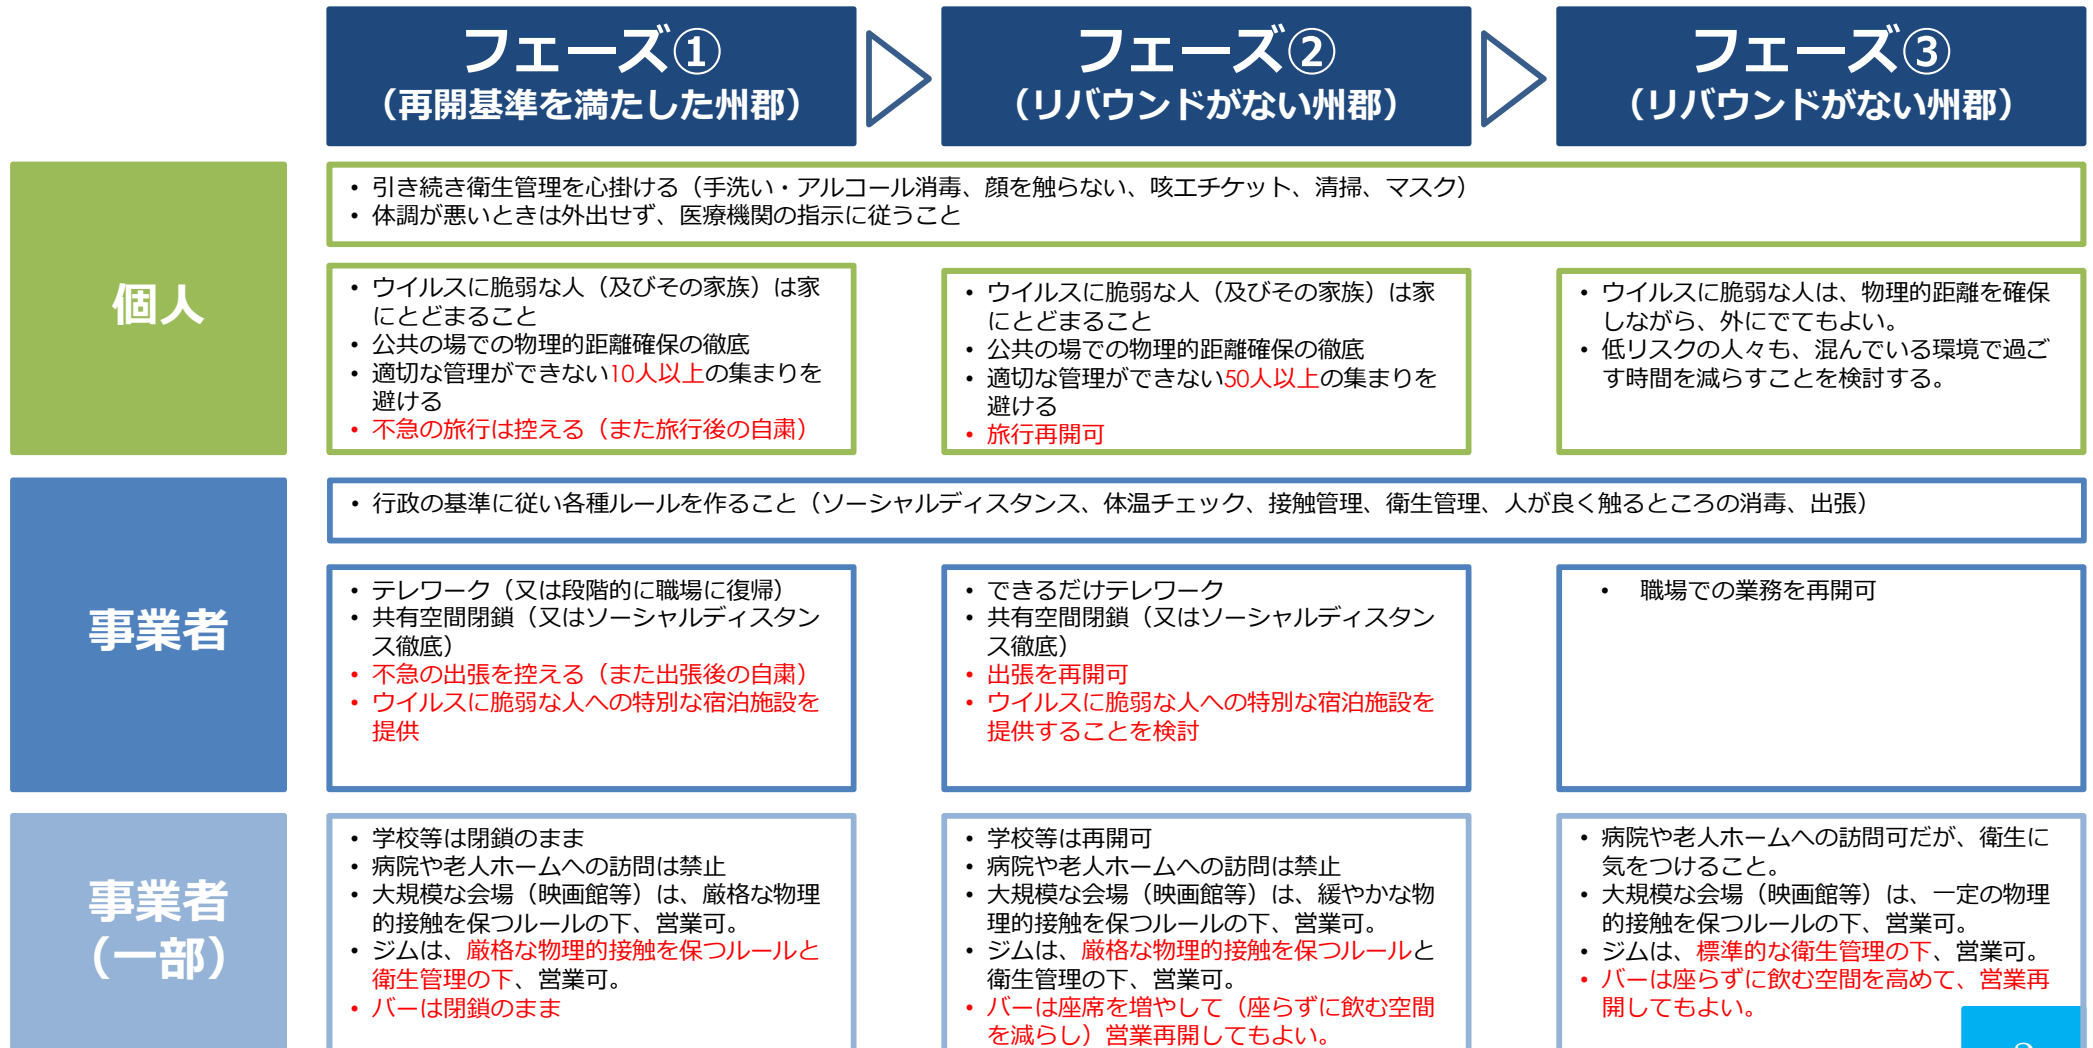 フェーズ①
（再開基準を満たした州郡）
フェーズ②
（リバウンドがない州郡）
フェーズ③
（リバウンドがない州郡）
個人
• 引き続き衛生管理を心掛ける（手洗い・アルコール消毒、顔を触らない、咳エチケット、清掃、マスク）
• 体調が悪いときは外出せず、医療機関の指示に従うこと
• ウイルスに脆弱な人（及びその家族）は家
にとどまること
• 公共の場での物理的距離確保の徹底
• 適切な管理ができない10人以上の集まりを
避ける
• 不急の旅行は控える（また旅行後の自粛）
• ウイルスに脆弱な人（及びその家族）は家
にとどまること
• 公共の場での物理的距離確保の徹底
• 適切な管理ができない50人以上の集まりを
避ける
• 旅行再開可
• ウイルスに脆弱な人は、物理的距離を確保
しながら、外にでてもよい。
• 低リスクの人々も、混んでいる環境で過ご
す時間を減らすことを検討する。
事業者
• 行政の基準に従い各種ルールを作ること（ソーシャルディスタンス、体温チェック、接触管理、衛生管理、人が良く触るところの消毒、出張）
• テレワーク（又は段階的に職場に復帰）
• 共有空間閉鎖（又はソーシャルディスタン
ス徹底）
• 不急の出張を控える（また出張後の自粛）
• ウイルスに脆弱な人への特別な宿泊施設を
提供
• できるだけテレワーク
• 共有空間閉鎖（又はソーシャルディスタン
ス徹底）
• 出張を再開可
• ウイルスに脆弱な人への特別な宿泊施設を
提供することを検討
• 職場での業務を再開可
事業者
（一部）
• 学校等は閉鎖のまま
• 病院や老人ホームへの訪問は禁止
• 大規模な会場（映画館等）は、厳格な物理
的接触を保つルールの下、営業可。
• ジムは、厳格な物理的接触を保つルールと
衛生管理の下、営業可。
• バーは閉鎖のまま
• 学校等は再開可
• 病院や老人ホームへの訪問は禁止
• 大規模な会場（映画館等）は、緩やかな物
理的接触を保つルールの下、営業可。
• ジムは、厳格な物理的接触を保つルールと
衛生管理の下、営業可。
• バーは座席を増やして（座らずに飲む空間
を減らし）営業再開してもよい。
• 病院や老人ホームへの訪問可だが、衛生に
気をつけること。
• 大規模な会場（映画館等）は、一定の物理
的接触を保つルールの下、営業可。
• ジムは、標準的な衛生管理の下、営業可。
• バーは座らずに飲む空間を高めて、営業再
開してもよい。